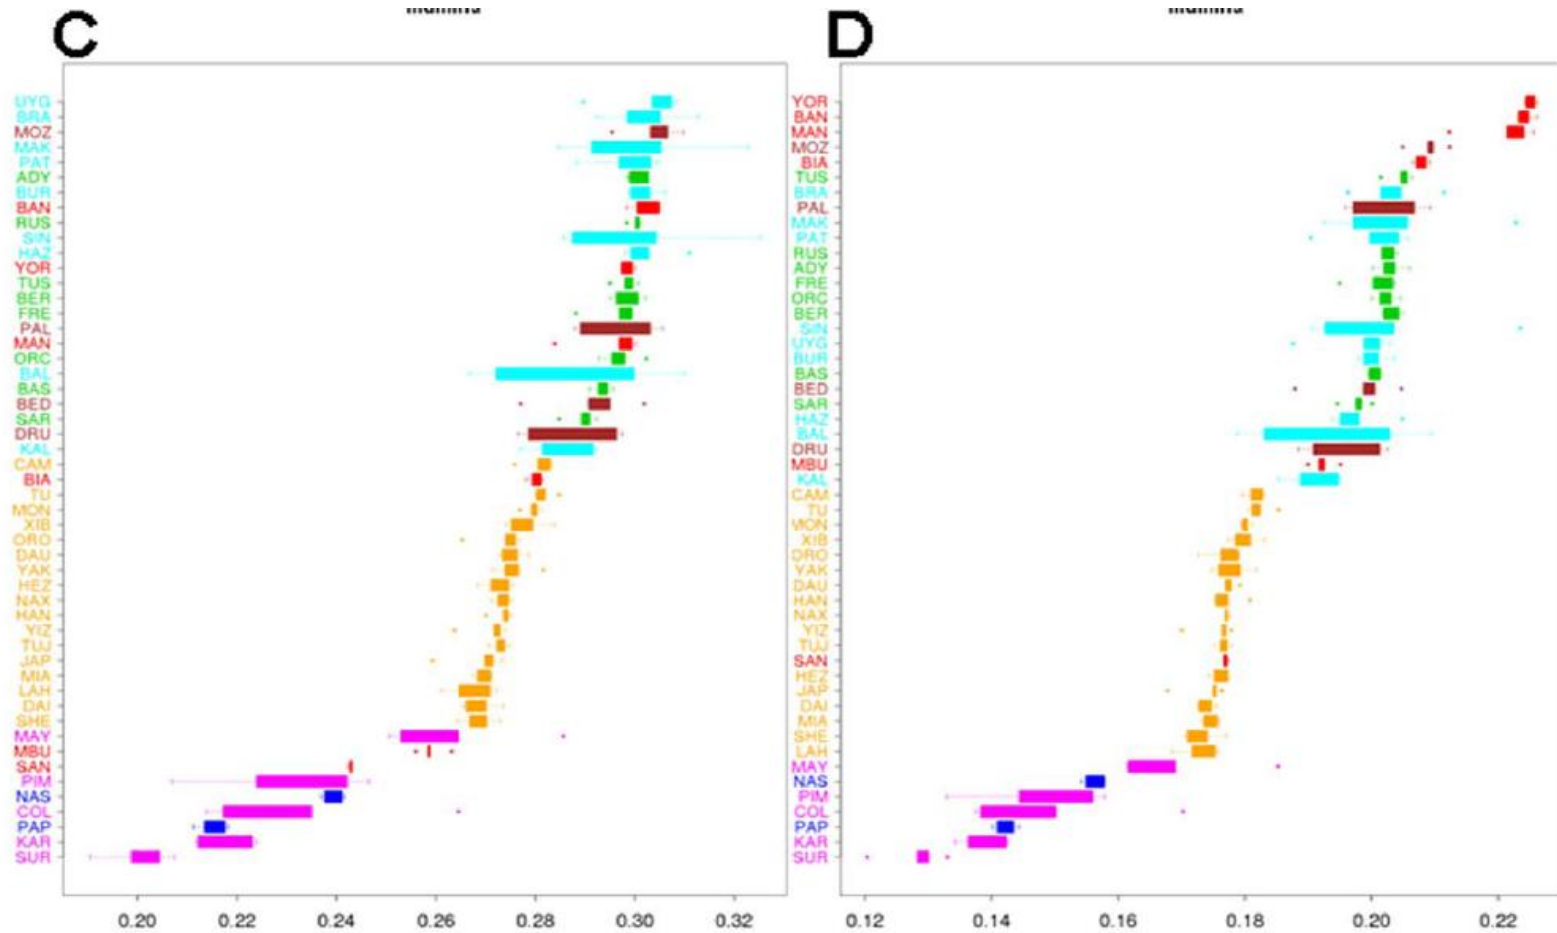 C
D
UYG
BRA
MOZ
MAK
PAT
ADY
BUR
BAN
RUS
SIN
HAZ
YOR
TUS
BER
FRE
PAL
MAN
ORC
BAL
BAS
BED
SAR
DRU
KAL
CAM
BIA
TU
MON
XIB
ORO
DAU
YAK
HEZ
NAX
HAN
YIZ
TUJ
JAP
MIA
LAH
DAI
SHE
MAY
MBU
SAN
PIM
NAS
COL
PAP
KAR
SUR
0.20 0.22 0.24 0.26 0.28 0.30 0.32
YOR
BAN
MAN
MOZ
BIA
TUS
BRA
PAL
MAK
PAT
RUS
ADY
FRE
ORC
BER
SIN
UYG
BUR
BAS
BED
SAR
HAZ
BAL
DRU
MBU
KAL
CAM
TU
MON
XIB
ORO
YAK
DAU
HAN
NAX
YIZ
TUJ
SAN
HEZ
JAP
DAI
MIA
SHE
LAH
MAY
NAS
PIM
COL
PAP
KAR
SUR
0.12 0.14 0.16 0.18 0.20 0.22